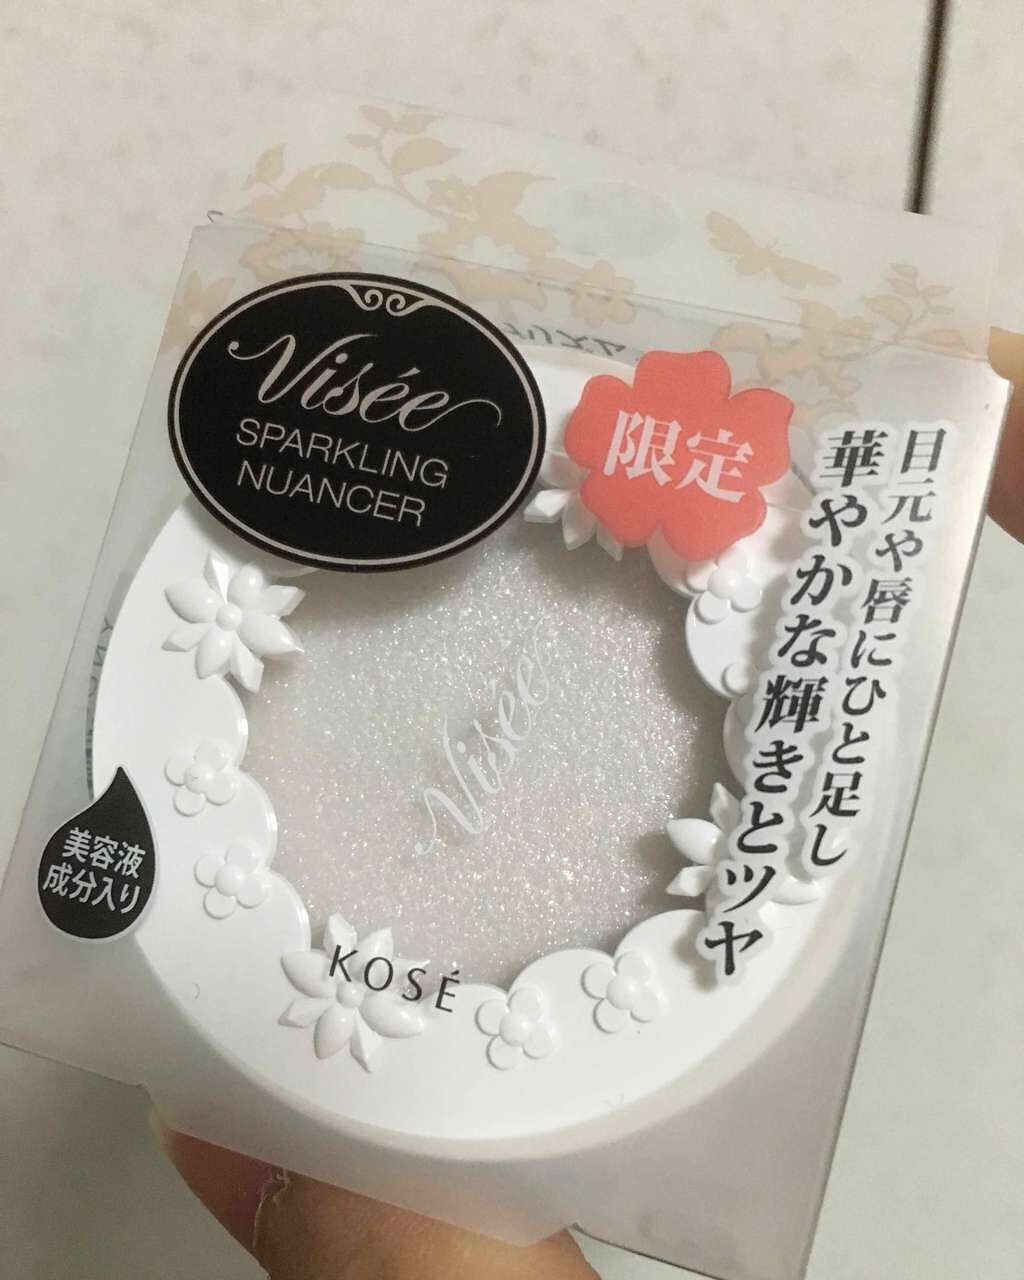 Visée
SPARKLING
NUANCER
限定
目元や唇にひと足し
華やかな輝きとツヤ
Visée
美容液
成分入り
KOSÉ